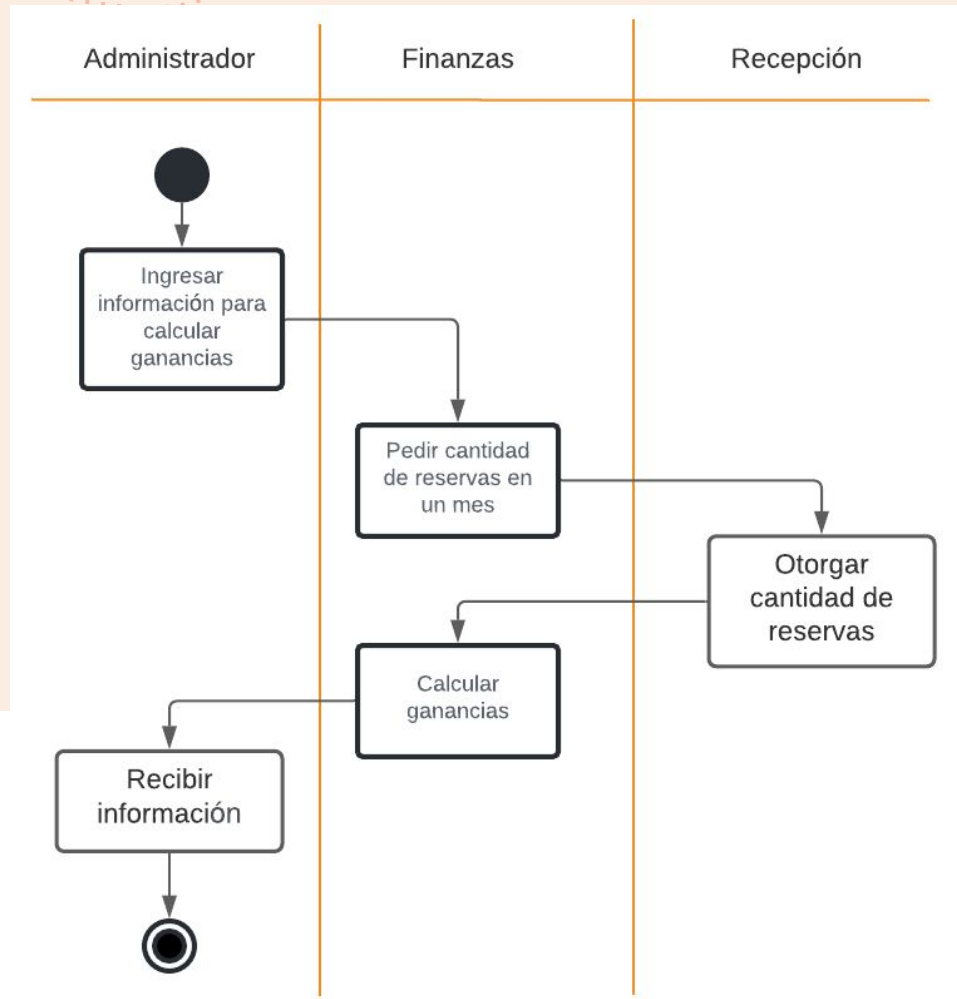 Administrador
Finanzas
Recepción
Ingresar
información para
calcular
ganancias
Pedir cantidad
de reservas en
un mes
Otorgar
cantidad de
reservas
Calcular
ganancias
Recibir
información